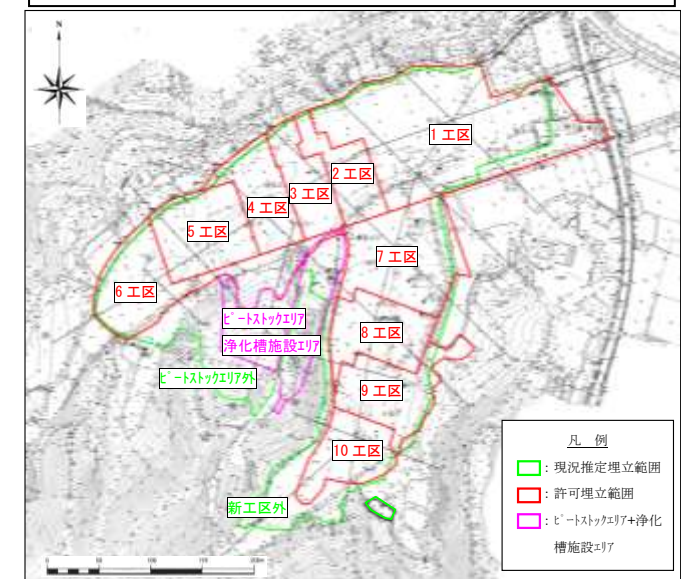 N
1 工区
2 工区
3 工区
4 工区
5 工区
6 工区
7 工区
8 工区
9 工区
10 工区
ﾋﾟｰﾄｽﾄｯｸｴﾘｱ
浄化槽施設ｴﾘｱ
ﾋﾟｰﾄｽﾄｯｸｴﾘｱ外
新工区外
凡 例
：現況推定埋立範囲
：許可埋立範囲
：ﾋﾟｰﾄｽﾄｯｸｴﾘｱ+浄化
槽施設ｴﾘｱ
0 50 100 150 200m